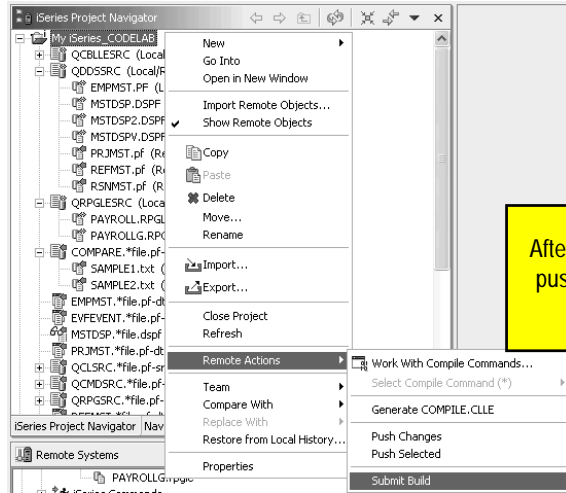 iSeries Project Navigator
My iSeries_CODELAB
QCBLLESRC (Local
QDDSSRC (Local/R
EMPMST.PF (L
MSTDSP.DSPF
MSTDSP2.DSPF
MSTDSPV.DSPF
PRJMST.pf (Re
REFMST.pf (Re
RSNMST.pf (R
QRPGLESRC (Loca
PAYROLL.RPGL
PAYROLLG.RPG
COMPARE.*file.pf-
SAMPLE1.txt (
SAMPLE2.txt (
EMPMST.*file.pf-dt
EVFEVENT.*file.pf-
MSTDSP.*file.dspf
PRJMST.*file.pf-dt
QCLSRC.*file.pf-sr
QCMDSRC.*file.pf-
QRPGSRC.*file.pf-
iSeries Project Navigator Nav
Remote Systems
PAYROLLG.rpgle
New
Go Into
Open in New Window
Import Remote Objects...
Show Remote Objects
Copy
Paste
Delete
Move...
Rename
Import...
Export...
Close Project
Refresh
Remote Actions
Team
Compare With
Replace With
Restore from Local History...
Properties
Work With Compile Commands...
Select Compile Command (*)
Generate COMPILE.CLLE
Push Changes
Push Selected
Submit Build
Afte
pus